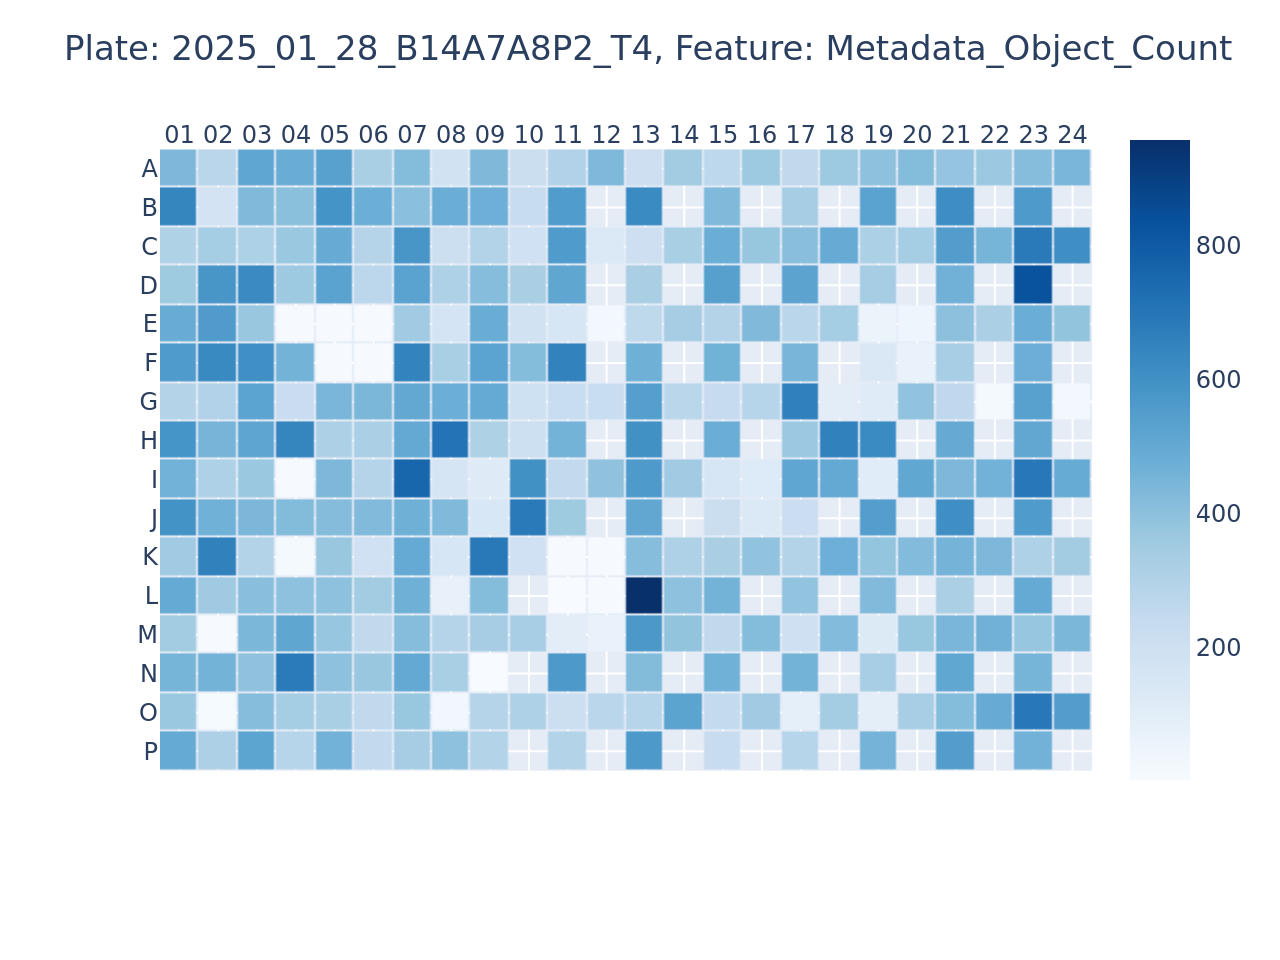 Plate: 2025_01_28_B14A7A8P2_T4, Feature: Metadata_Object_Count
01 02 03 04 05 06 07 08 09 10 11 12 13 14 15 16 17 18 19 20 21 22 23 24
A
B
C
D
E
F
G
H
I
J
K
L
M
N
O
P
800
600
400
200